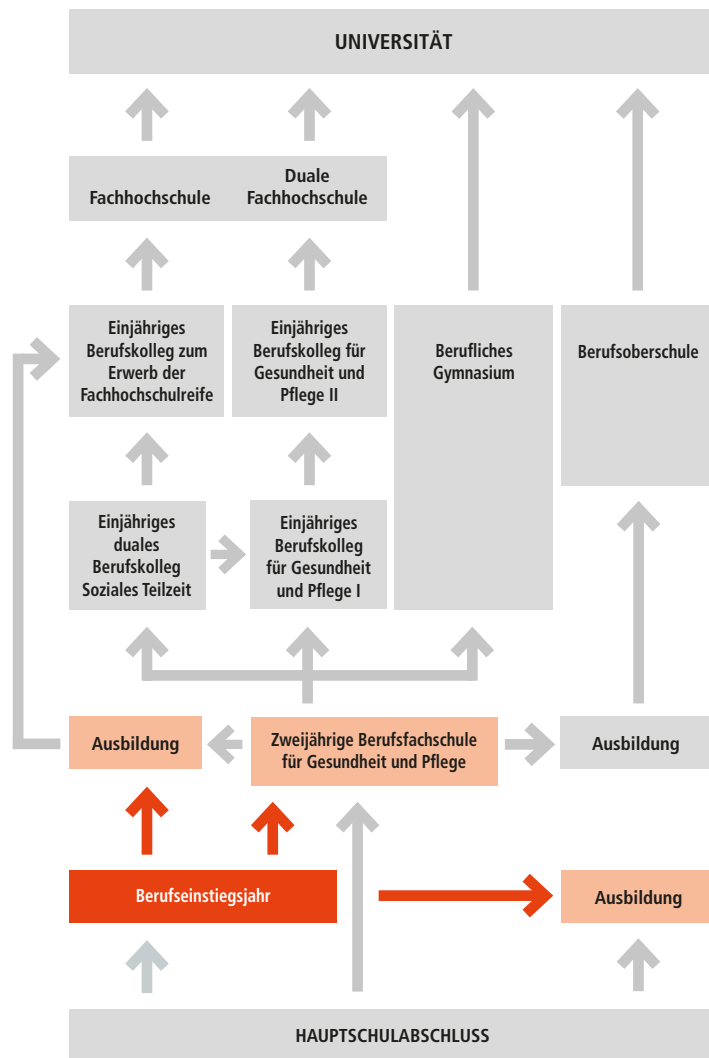 UNIVERSITÄT
Fachhochschule
Duale
Fachhochschule
Einjähriges
Berufskolleg zum
Erwerb der
Fachhochschulreife
Einjähriges
Berufskolleg für
Gesundheit und
Pflege II
Berufliches
Gymnasium
Berufsoberschule
Einjähriges
duales
Berufskolleg
Soziales Teilzeit
Einjähriges
Berufskolleg
für Gesundheit
und Pflege I
Ausbildung
Zweijährige Berufsfachschule
für Gesundheit und Pflege
Ausbildung
Berufseinstiegsjahr
Ausbildung
HAUPTSCHULABSCHLUSS